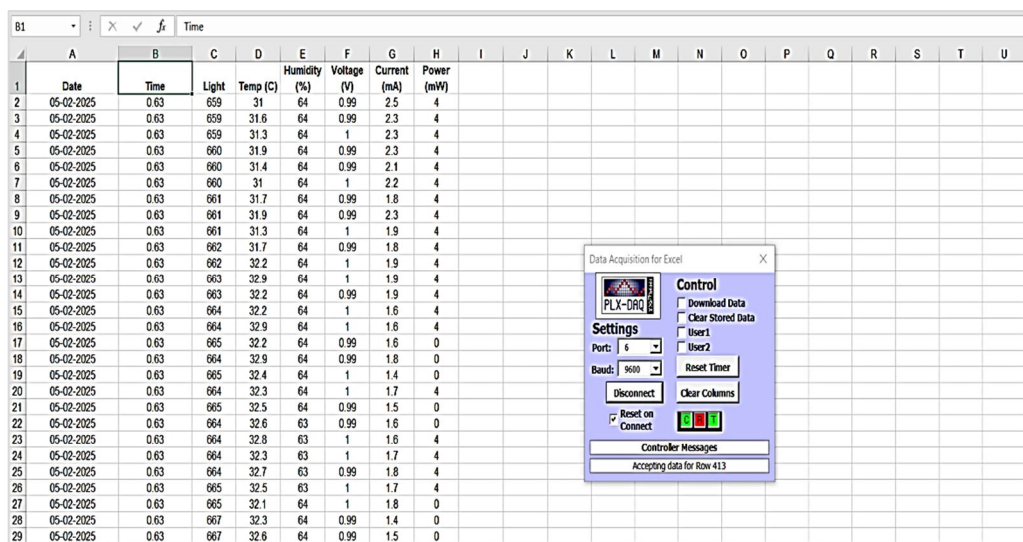 B1 fx Time
A B C D E F G H I J K L M N O P Q R S T U
1 Date Time Light Temp (C) Humidity (%) Voltage (V) Current (mA) Power (mW)
2 05-02-2025 0.63 659 31 64 0.99 2.5 4
3 05-02-2025 0.63 659 31.6 64 0.99 2.3 4
4 05-02-2025 0.63 659 31.3 64 1 2.3 4
5 05-02-2025 0.63 660 31.9 64 0.99 2.3 4
6 05-02-2025 0.63 660 31.4 64 0.99 2.1 4
7 05-02-2025 0.63 660 31 64 1 2.2 4
8 05-02-2025 0.63 661 31.7 64 0.99 1.8 4
9 05-02-2025 0.63 661 31.9 64 0.99 2.3 4
10 05-02-2025 0.63 661 31.3 64 1 1.9 4
11 05-02-2025 0.63 662 31.7 64 0.99 1.8 4
12 05-02-2025 0.63 662 32.2 64 1 1.9 4
13 05-02-2025 0.63 663 32.9 64 1 1.9 4
14 05-02-2025 0.63 663 32.2 64 0.99 1.9 4
15 05-02-2025 0.63 664 32.2 64 1 1.6 4
16 05-02-2025 0.63 664 32.9 64 1 1.6 4
17 05-02-2025 0.63 665 32.2 64 0.99 1.6 0
18 05-02-2025 0.63 664 32.9 64 0.99 1.8 0
19 05-02-2025 0.63 665 32.4 64 1 1.4 0
20 05-02-2025 0.63 664 32.3 64 1 1.7 4
21 05-02-2025 0.63 665 32.5 64 0.99 1.5 0
22 05-02-2025 0.63 664 32.6 63 0.99 1.6 0
23 05-02-2025 0.63 664 32.8 63 1 1.6 4
24 05-02-2025 0.63 664 32.3 63 1 1.7 4
25 05-02-2025 0.63 664 32.7 63 0.99 1.8 4
26 05-02-2025 0.63 665 32.5 63 1 1.7 4
27 05-02-2025 0.63 665 32.1 64 1 1.8 0
28 05-02-2025 0.63 667 32.3 64 0.99 1.4 0
29 05-02-2025 0.63 667 32.6 64 0.99 1.5 0
Data Acquisition for Excel X
PLX-DAQ
Control
Download Data
Clear Stored Data
User1
User2
Settings
Port: 6
Baud: 9600
Reset Timer
Disconnect
Clear Columns
Reset on
Connect
Controller Messages
Accepting data for Row 413